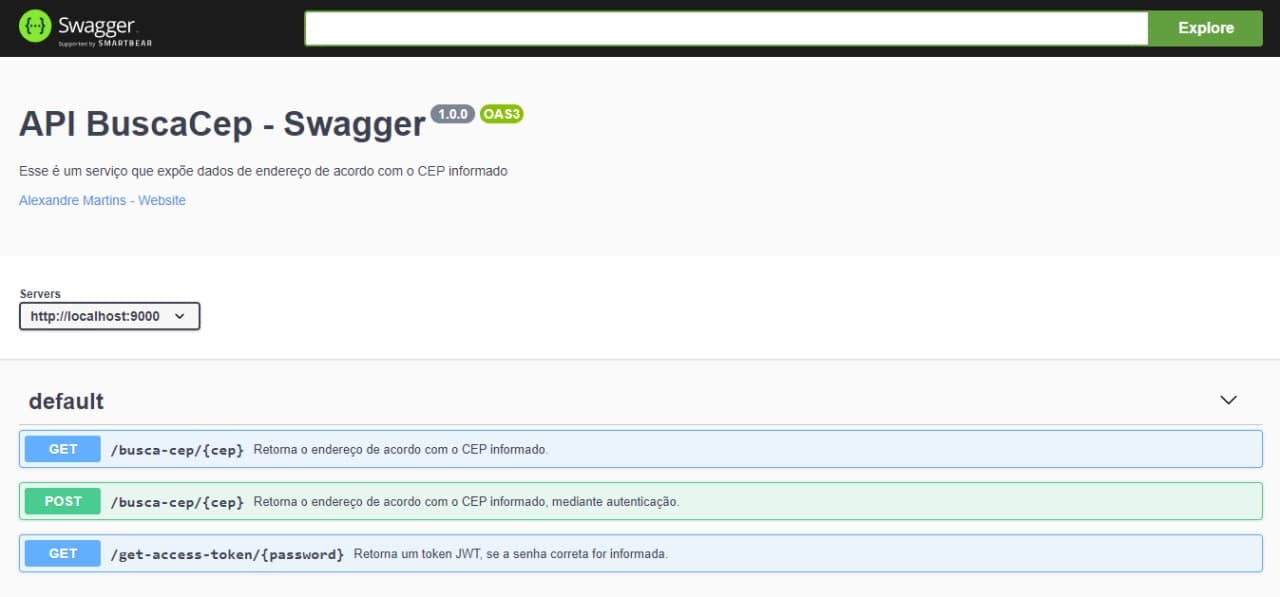 {···} Swagger
Supported by SMARTBEAR
Explore
API BuscaCep - Swagger 1.0.0 OAS3
Esse é um serviço que expõe dados de endereço de acordo com o CEP informado
Alexandre Martins - Website
Servers
http://localhost:9000
default
GET /busca-cep/{cep} Retorna o endereço de acordo com o CEP informado.
POST /busca-cep/{cep} Retorna o endereço de acordo com o CEP informado, mediante autenticação.
GET /get-access-token/{password} Retorna um token JWT, se a senha correta for informada.